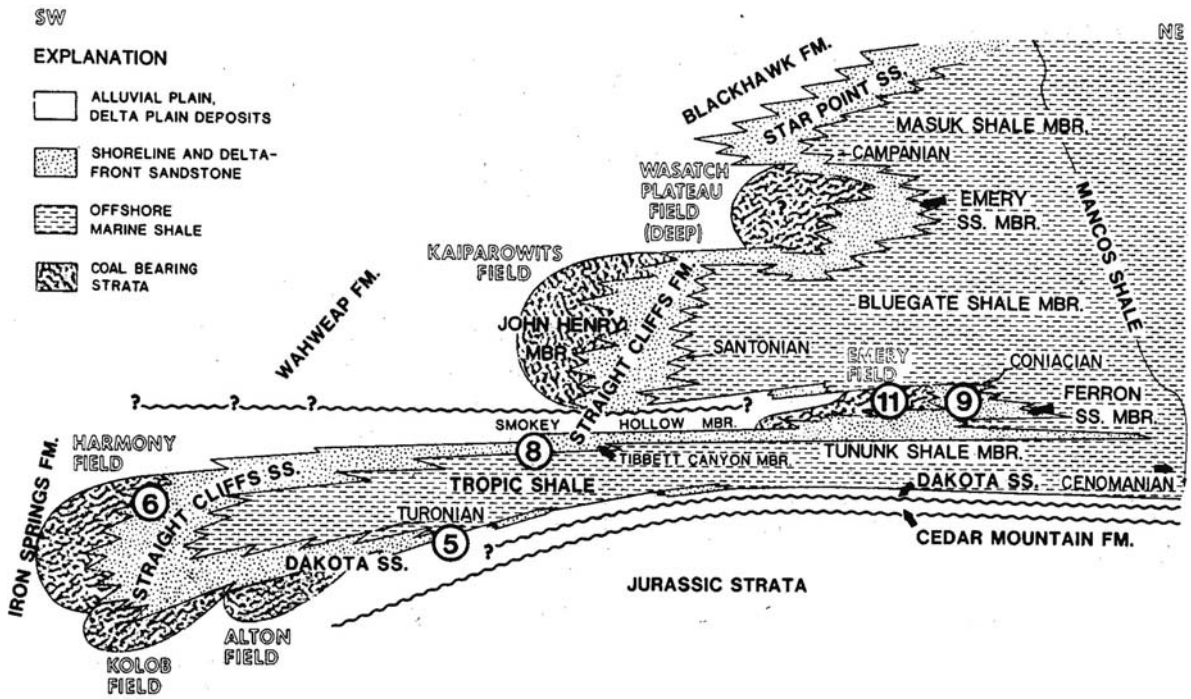 SW
NE
EXPLANATION
ALLUVIAL PLAIN,
DELTA PLAIN DEPOSITS
SHORELINE AND DELTA-
FRONT SANDSTONE
OFFSHORE
MARINE SHALE
COAL BEARING
STRATA
BLACKHAWK FM.
STAR POINT SS.
MASUK SHALE MBR.
CAMPANIAN
WASATCH
PLATEAU
FIELD
(DEEP)
EMERY
SS. MBR.
MANCOS SHALE
KAIPAROWITS
FIELD
WAHWEAP FM.
JOHN HENRY
MBR.
STRAIGHT CLIFFS FM.
BLUEGATE SHALE MBR.
SANTONIAN
EMERY
FIELD
CONIACIAN
11
9
FERRON
SS. MBR.
? ? ? ?
SMOKEY HOLLOW MBR.
8
TIBBETT CANYON MBR.
TUNUNK SHALE MBR.
HARMONY
FIELD
IRON SPRINGS FM.
6
STRAIGHT CLIFFS SS.
TROPIC SHALE
DAKOTA SS.
CENOMANIAN
TURONIAN
5
?
CEDAR MOUNTAIN FM.
DAKOTA SS.
JURASSIC STRATA
ALTON
FIELD
KOLOB
FIELD